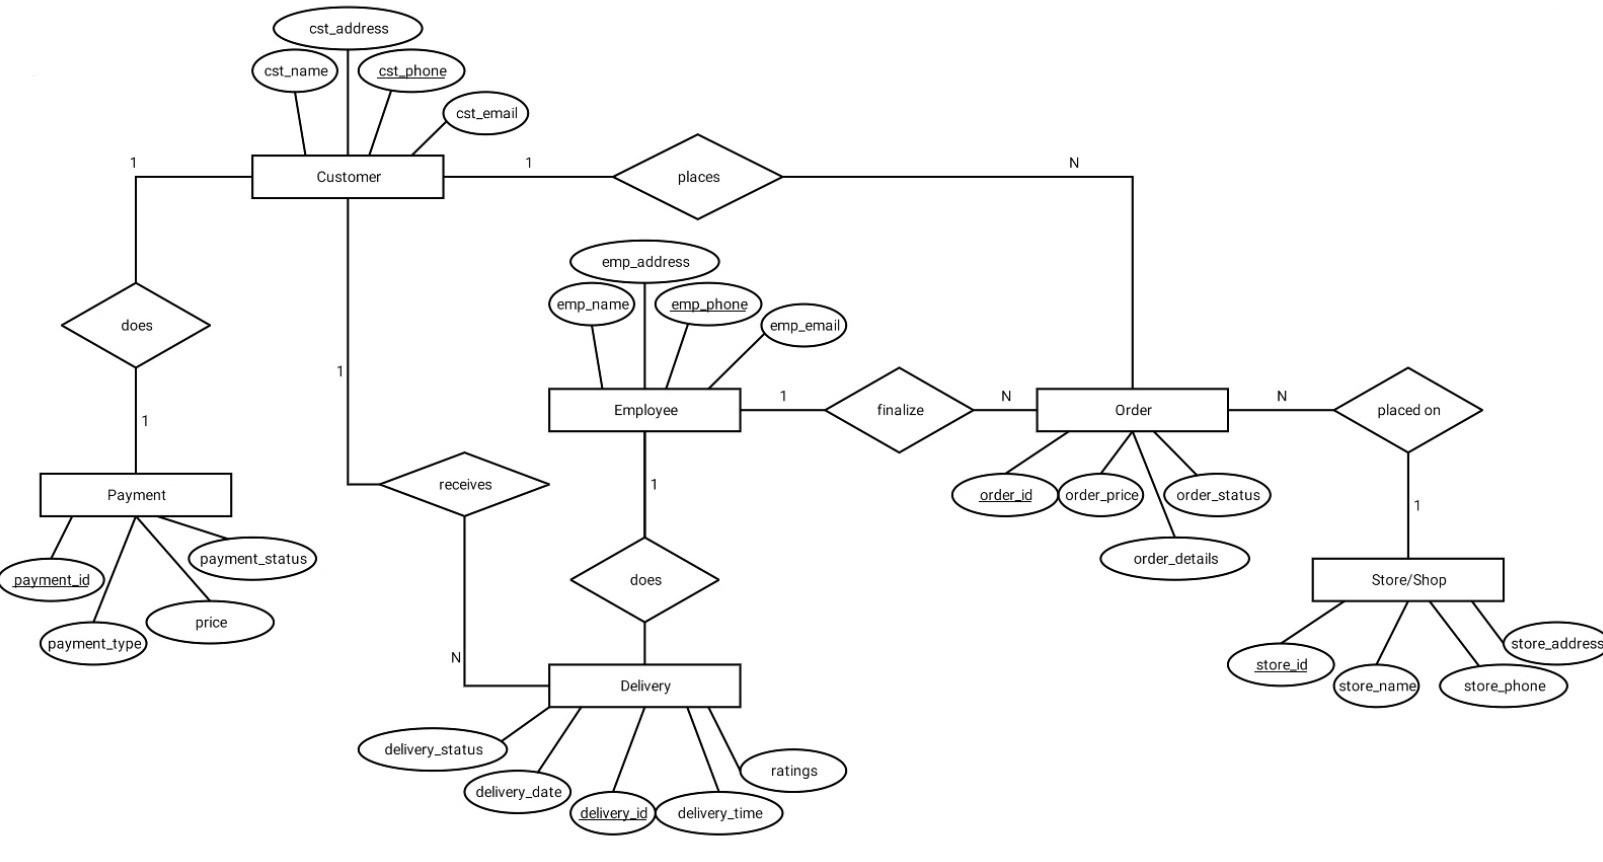 cst_address
cst_name
cst_phone
cst_email
1
Customer
1
places
N
does
1
Payment
payment_id
payment_type
price
payment_status
1
receives
N
emp_address
emp_name
emp_phone
emp_email
Employee
1
finalize
N
Order
order_id
order_price
order_details
order_status
N
placed on
1
Store/Shop
store_id
store_name
store_phone
store_address
1
does
Delivery
delivery_status
delivery_date
delivery_id
delivery_time
ratings